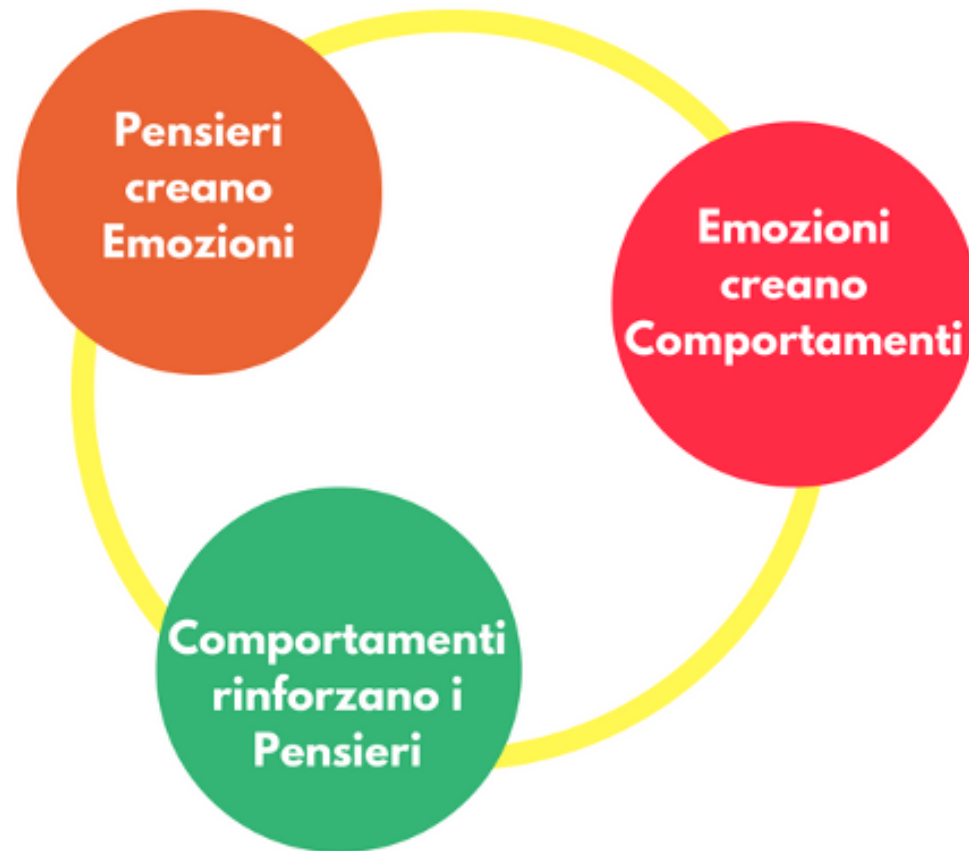 Pensieri
creano
Emozioni
Emozioni
creano
Comportamenti
Comportamenti
rinforzano i
Pensieri